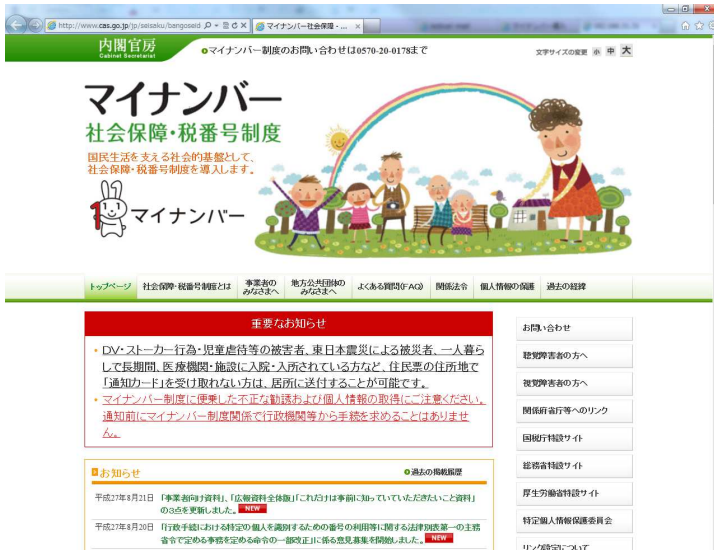 http://www.cas.go.jp/jp/seisaku/bangoseid
マイナンバー社会保障・...
内閣官房
Cabinet Secretariat
マイナンバー制度のお問い合わせは0570-20-0178まで
文字サイズの変更 小 中 大
マイナンバー
社会保障・税番号制度
国民生活を支える社会的基盤として、
社会保障・税番号制度を導入します。
マイナンバー
トップページ
社会保障・税番号制度とは
事業者の
みなさまへ
地方公共団体の
みなさまへ
よくある質問(FAQ)
関係法令
個人情報の保護
過去の経緯
重要なお知らせ
・DV・ストーカー行為・児童虐待等の被害者、東日本震災による被災者、一人暮ら
しで長期間、医療機関・施設に入院・入所されている方など、住民票の住所地で
「通知カード」を受け取れない方は、居所に送付することが可能です。
・マイナンバー制度に便乗した不正な勧誘および個人情報の取得にご注意ください。
通知前にマイナンバー制度関係で行政機関等から手続を求めることはありませ
ん。
お知らせ
過去の掲載履歴
平成27年8月21日 「事業者向け資料」、「広報資料全体版」「これだけは事前に知っていていただきたいこと資料」
の3点を更新しました。 NEW
平成27年8月20日 「行政手続における特定の個人を識別するための番号の利用等に関する法律別表第一の主務
省令で定める事務を定める命令の一部改正」に係る意見募集を開始しました。 NEW
お問い合わせ
聴覚障害者の方へ
視覚障害者の方へ
関係府省庁等へのリンク
国税庁特設サイト
総務省特設サイト
厚生労働省特設サイト
特定個人情報保護委員会
リンク設定について